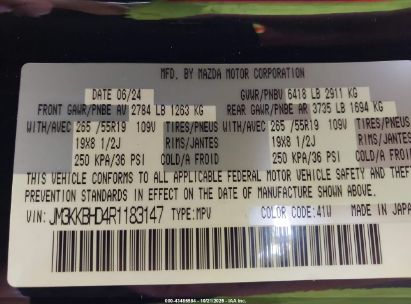 MFD. BY MAZDA MOTOR CORPORATION
DATE 06/24 GVWR/PNBV 6418 LB 2911 KG
FRONT GAWR/PNBE AV 2784 LB 1263 KG REAR GAWR/PNBE AR 3735 LB 1694 KG
WITH/AVEC 265 /55R19 109V TIRES/PNEUS WITH/AVEC 265 /55R19 109V TIRES/PNEUS
19X8 1/2J RIMS/JANTES 19X8 1/2J RIMS/JANTES
250 KPA/36 PSI COLD/A FROID 250 KPA/36 PSI COLD/A FROID
THIS VEHICLE CONFORMS TO ALL APPLICABLE FEDERAL MOTOR VEHICLE SAFETY AND THEFT
PREVENTION STANDARDS IN EFFECT ON THE DATE OF MANUFACTURE SHOWN ABOVE.
VIN: JM3KKBHD4R1183147 TYPE:MPV COLOR CODE:41W MADE IN JAPAN